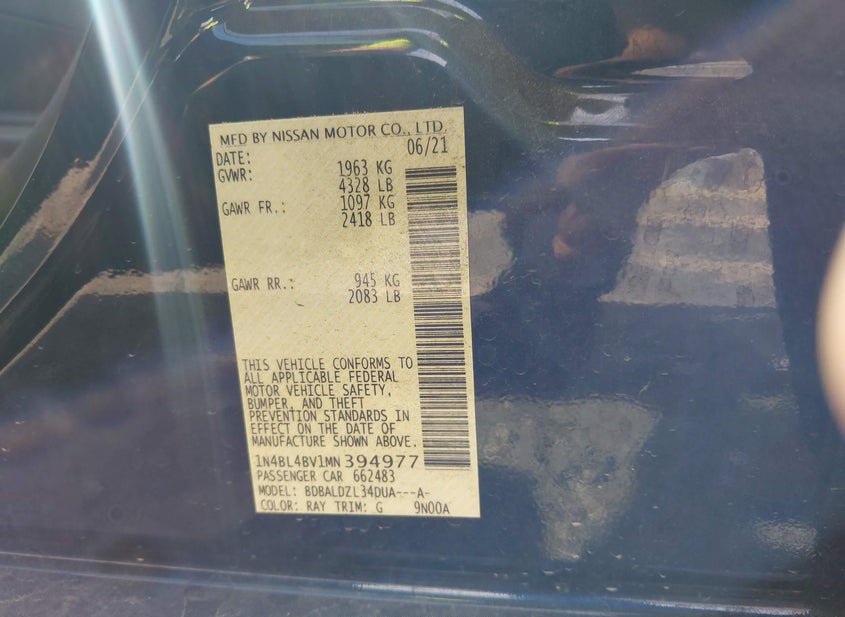 MFD BY NISSAN MOTOR CO., LTD.
DATE: 06/21
GVWR: 1963 KG
4328 LB
GAWR FR.: 1097 KG
2418 LB
GAWR RR.: 945 KG
2083 LB
THIS VEHICLE CONFORMS TO
ALL APPLICABLE FEDERAL
MOTOR VEHICLE SAFETY,
BUMPER, AND THEFT
PREVENTION STANDARDS IN
EFFECT ON THE DATE OF
MANUFACTURE SHOWN ABOVE.
1N4BL4BV1MN394977
PASSENGER CAR 662483
MODEL: BDBALDZL34DUA---A-
COLOR: RAY TRIM: G 9N00A